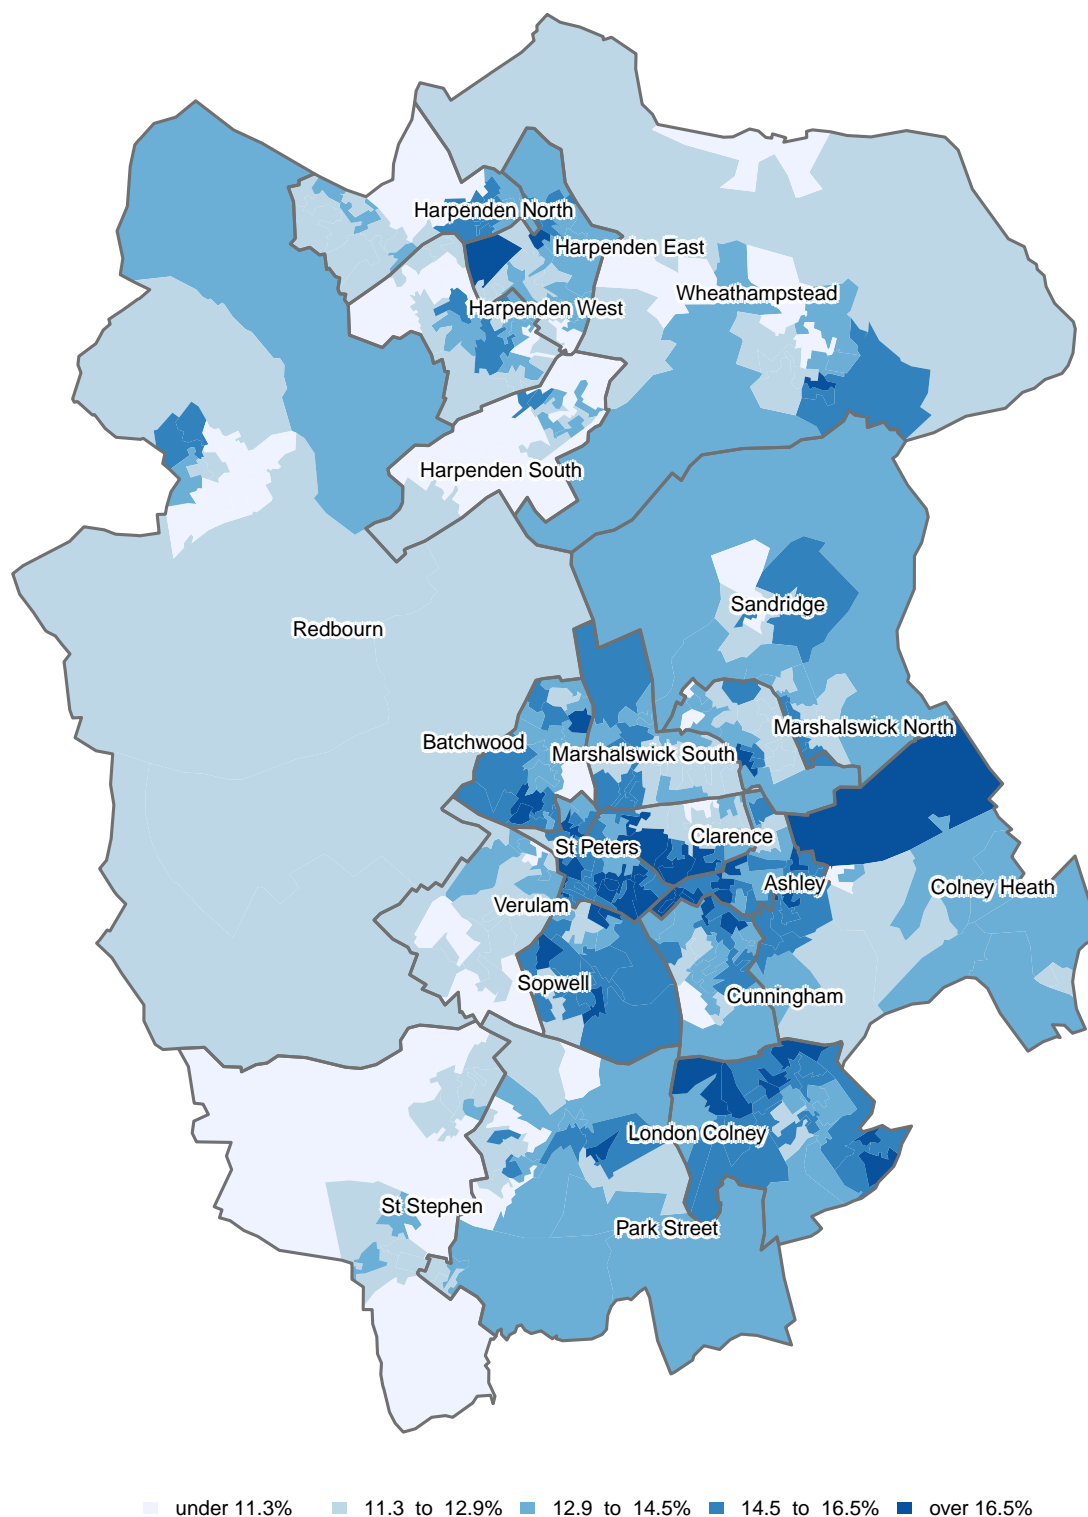 Harpenden North
Harpenden East
Wheathampstead
Harpenden West
Harpenden South
Sandridge
Redbourn
Marshalswick North
Batchwood
Marshalswick South
Clarence
St Peters
Ashley
Colney Heath
Verulam
Sopwell
Cunningham
London Colney
St Stephen
Park Street
under 11.3% 11.3 to 12.9% 12.9 to 14.5% 14.5 to 16.5% over 16.5%